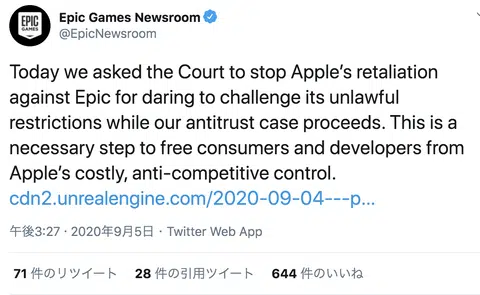 EPIC
GAMES
Epic Games Newsroom
@EpicNewsroom
Today we asked the Court to stop Apple’s retaliation
against Epic for daring to challenge its unlawful
restrictions while our antitrust case proceeds. This is a
necessary step to free consumers and developers from
Apple’s costly, anti-competitive control.
cdn2.unrealengine.com/2020-09-04---p...
午後3:27 · 2020年9月5日 · Twitter Web App
71 件のリツイート 28 件の引用ツイート 644 件のいいね